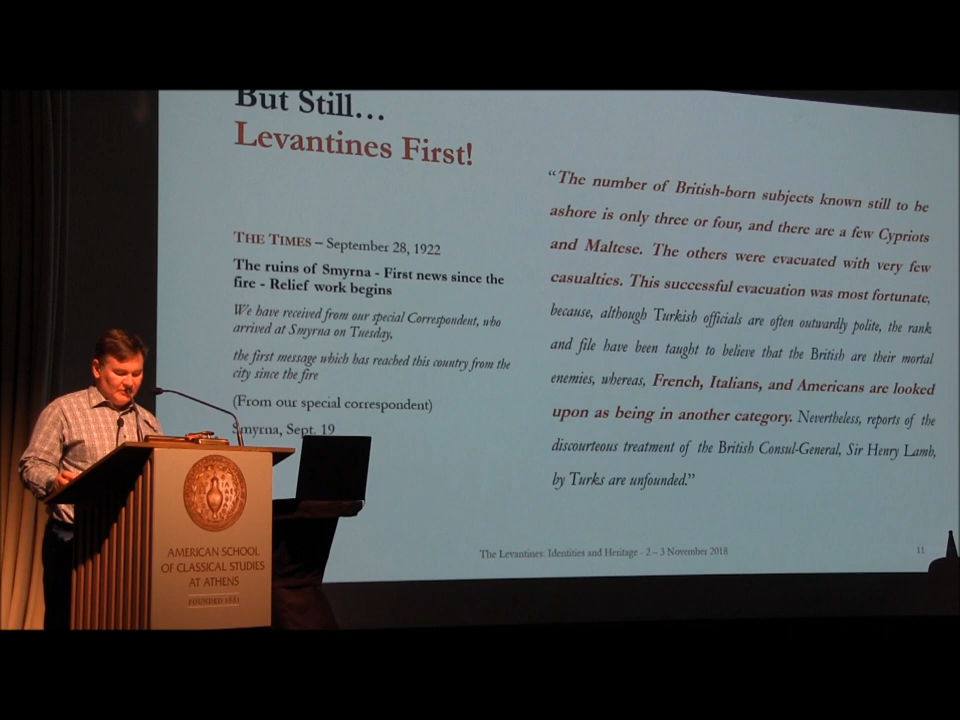 But Still…
Levantines First!
THE TIMES – September 28, 1922
The ruins of Smyrna - First news since the
fire - Relief work begins
We have received from our special Correspondent, who
arrived at Smyrna on Tuesday,
the first message which has reached this country from the
city since the fire
(From our special correspondent)
Smyrna, Sept. 19
“The number of British-born subjects known still to be
ashore is only three or four, and there are a few Cypriots
and Maltese. The others were evacuated with very few
casualties. This successful evacuation was most fortunate,
because, although Turkish officials are often outwardly polite, the rank
and file have been taught to believe that the British are their mortal
enemies, whereas, French, Italians, and Americans are looked
upon as being in another category. Nevertheless, reports of the
discourteous treatment of the British Consul-General, Sir Henry Lamb,
by Turks are unfounded.”
The Levantines: Identities and Heritage - 2 – 3 November 2018
11
AMERICAN SCHOOL
OF CLASSICAL STUDIES
AT ATHENS
FOUNDED 1881